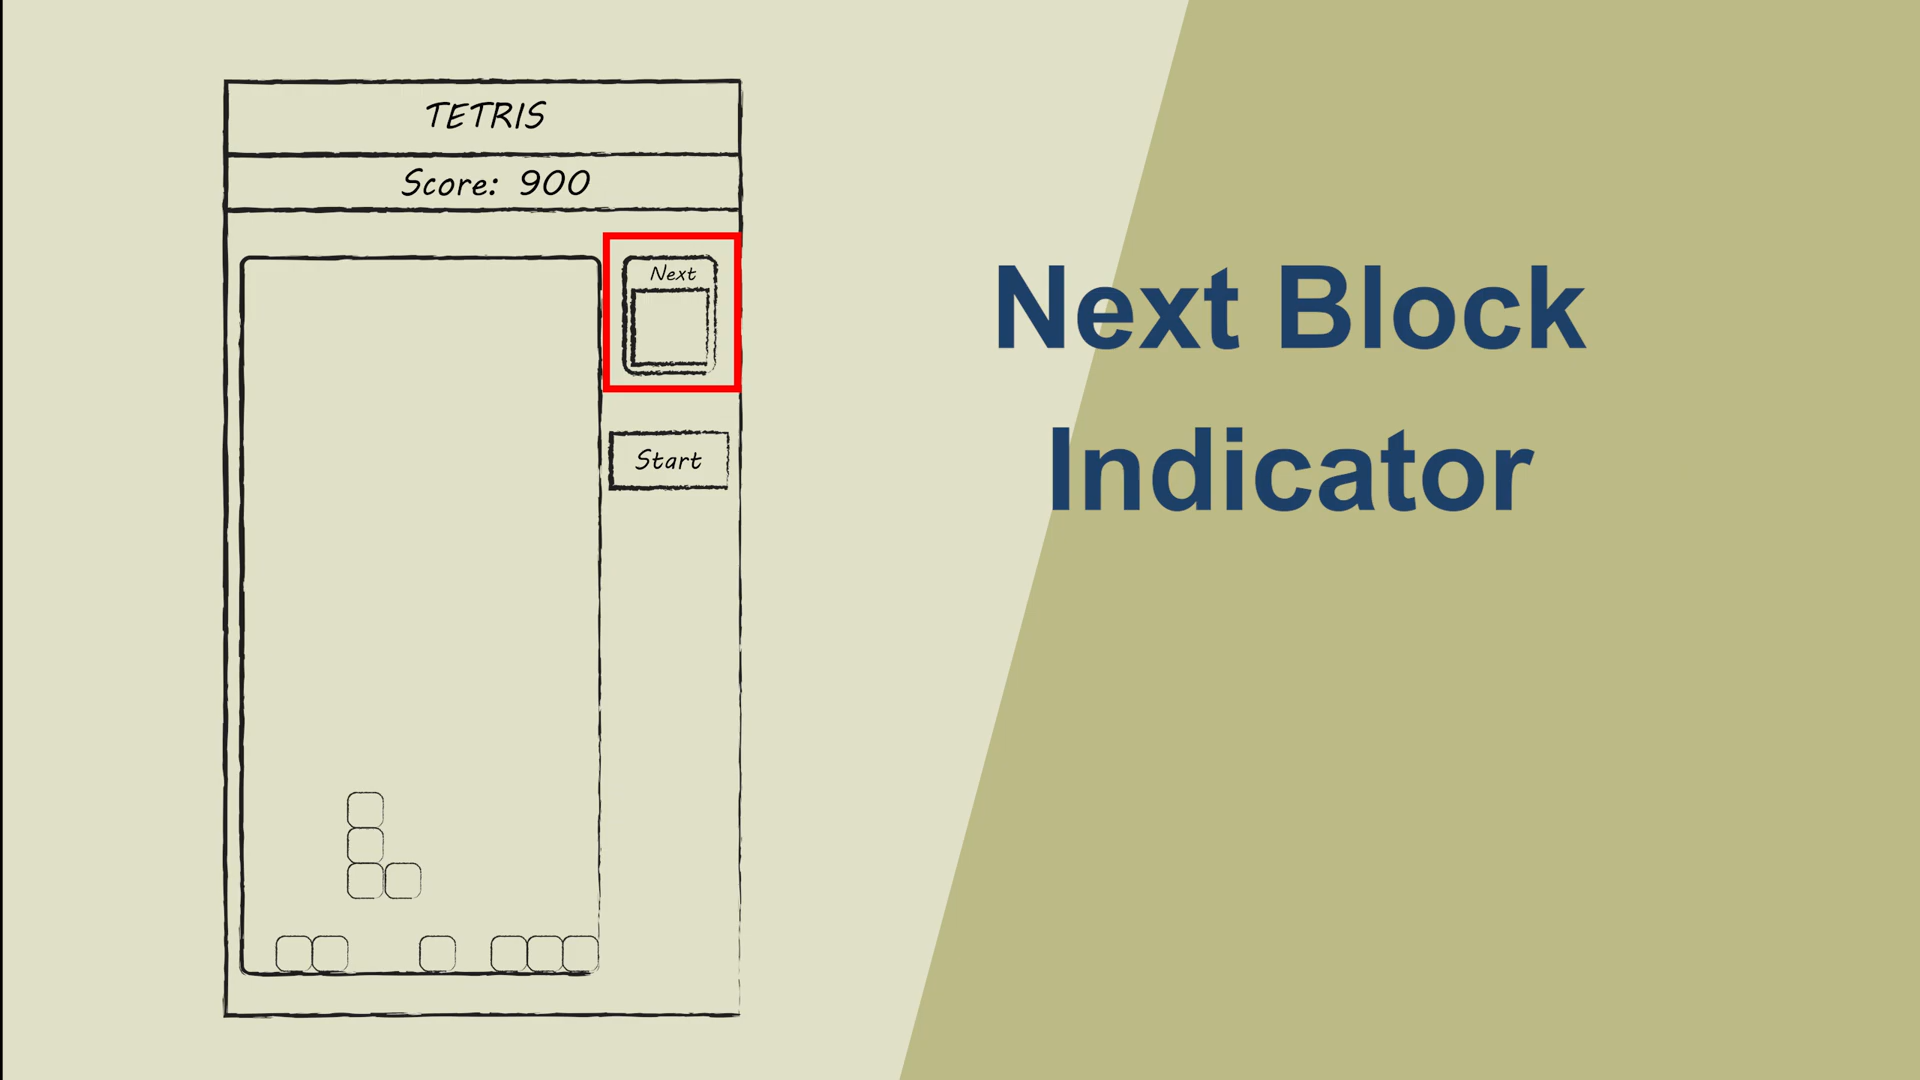 TETRIS
Score: 900
Next
Start
Next Block
Indicator